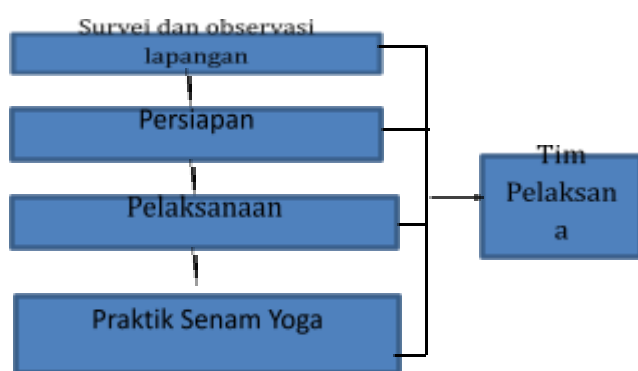 Survei dan observasi
lapangan
Persiapan
Pelaksanaan
Praktik Senam Yoga
Tim
Pelaksan
a